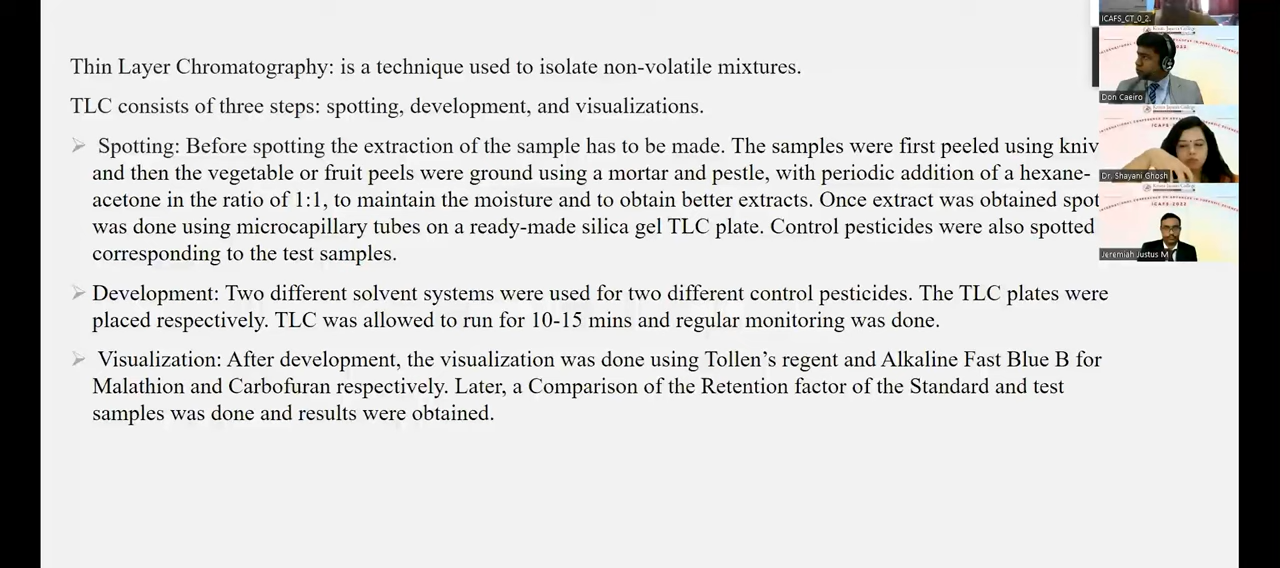 Thin Layer Chromatography: is a technique used to isolate non-volatile mixtures.
TLC consists of three steps: spotting, development, and visualizations.
Spotting: Before spotting the extraction of the sample has to be made. The samples were first peeled using kniv
and then the vegetable or fruit peels were ground using a mortar and pestle, with periodic addition of a hexane-
acetone in the ratio of 1:1, to maintain the moisture and to obtain better extracts. Once extract was obtained spot
was done using microcapillary tubes on a ready-made silica gel TLC plate. Control pesticides were also spotted
corresponding to the test samples.
Development: Two different solvent systems were used for two different control pesticides. The TLC plates were
placed respectively. TLC was allowed to run for 10-15 mins and regular monitoring was done.
Visualization: After development, the visualization was done using Tollen's regent and Alkaline Fast Blue B for
Malathion and Carbofuran respectively. Later, a Comparison of the Retention factor of the Standard and test
samples was done and results were obtained.
ICAFS_CT_0_2.
Don Caeiro
Dr. Shayani Ghosh
Jeremiah Justus M